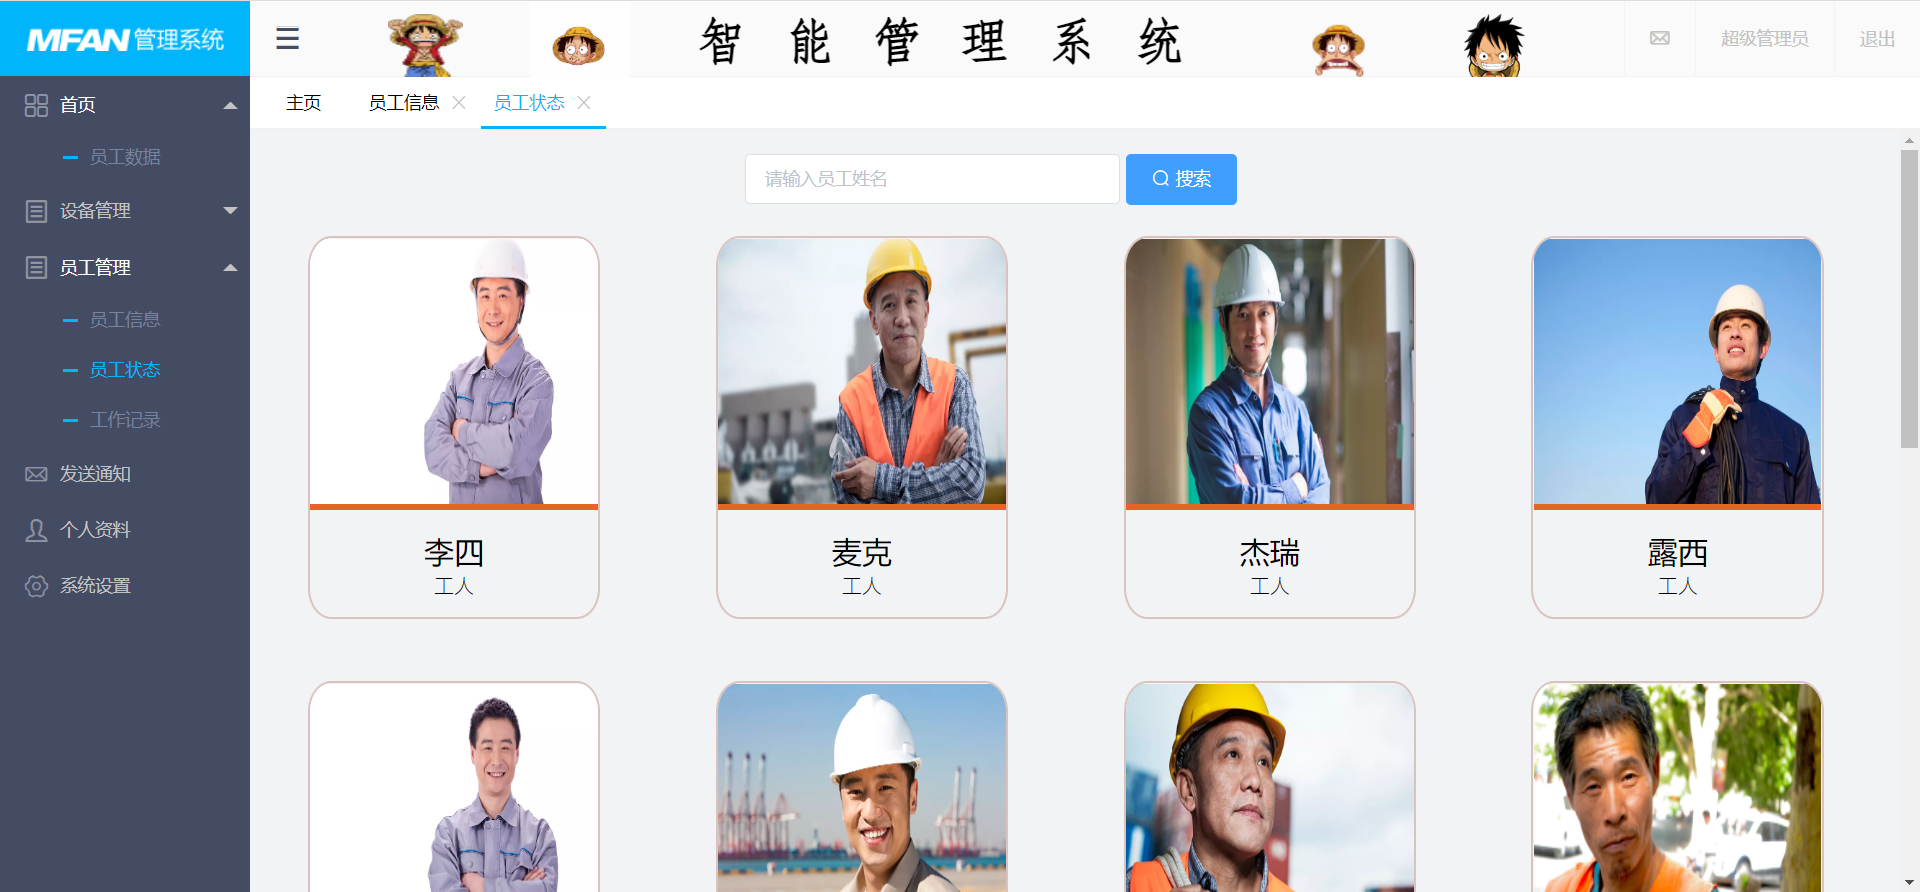 MFAN管理系统
智能管理系统
超级管理员
退出
首页
员工数据
设备管理
员工管理
员工信息
员工状态
工作记录
发送通知
个人资料
系统设置
主页
员工信息
员工状态
请输入员工姓名
搜索
李四
工人
麦克
工人
杰瑞
工人
露西
工人